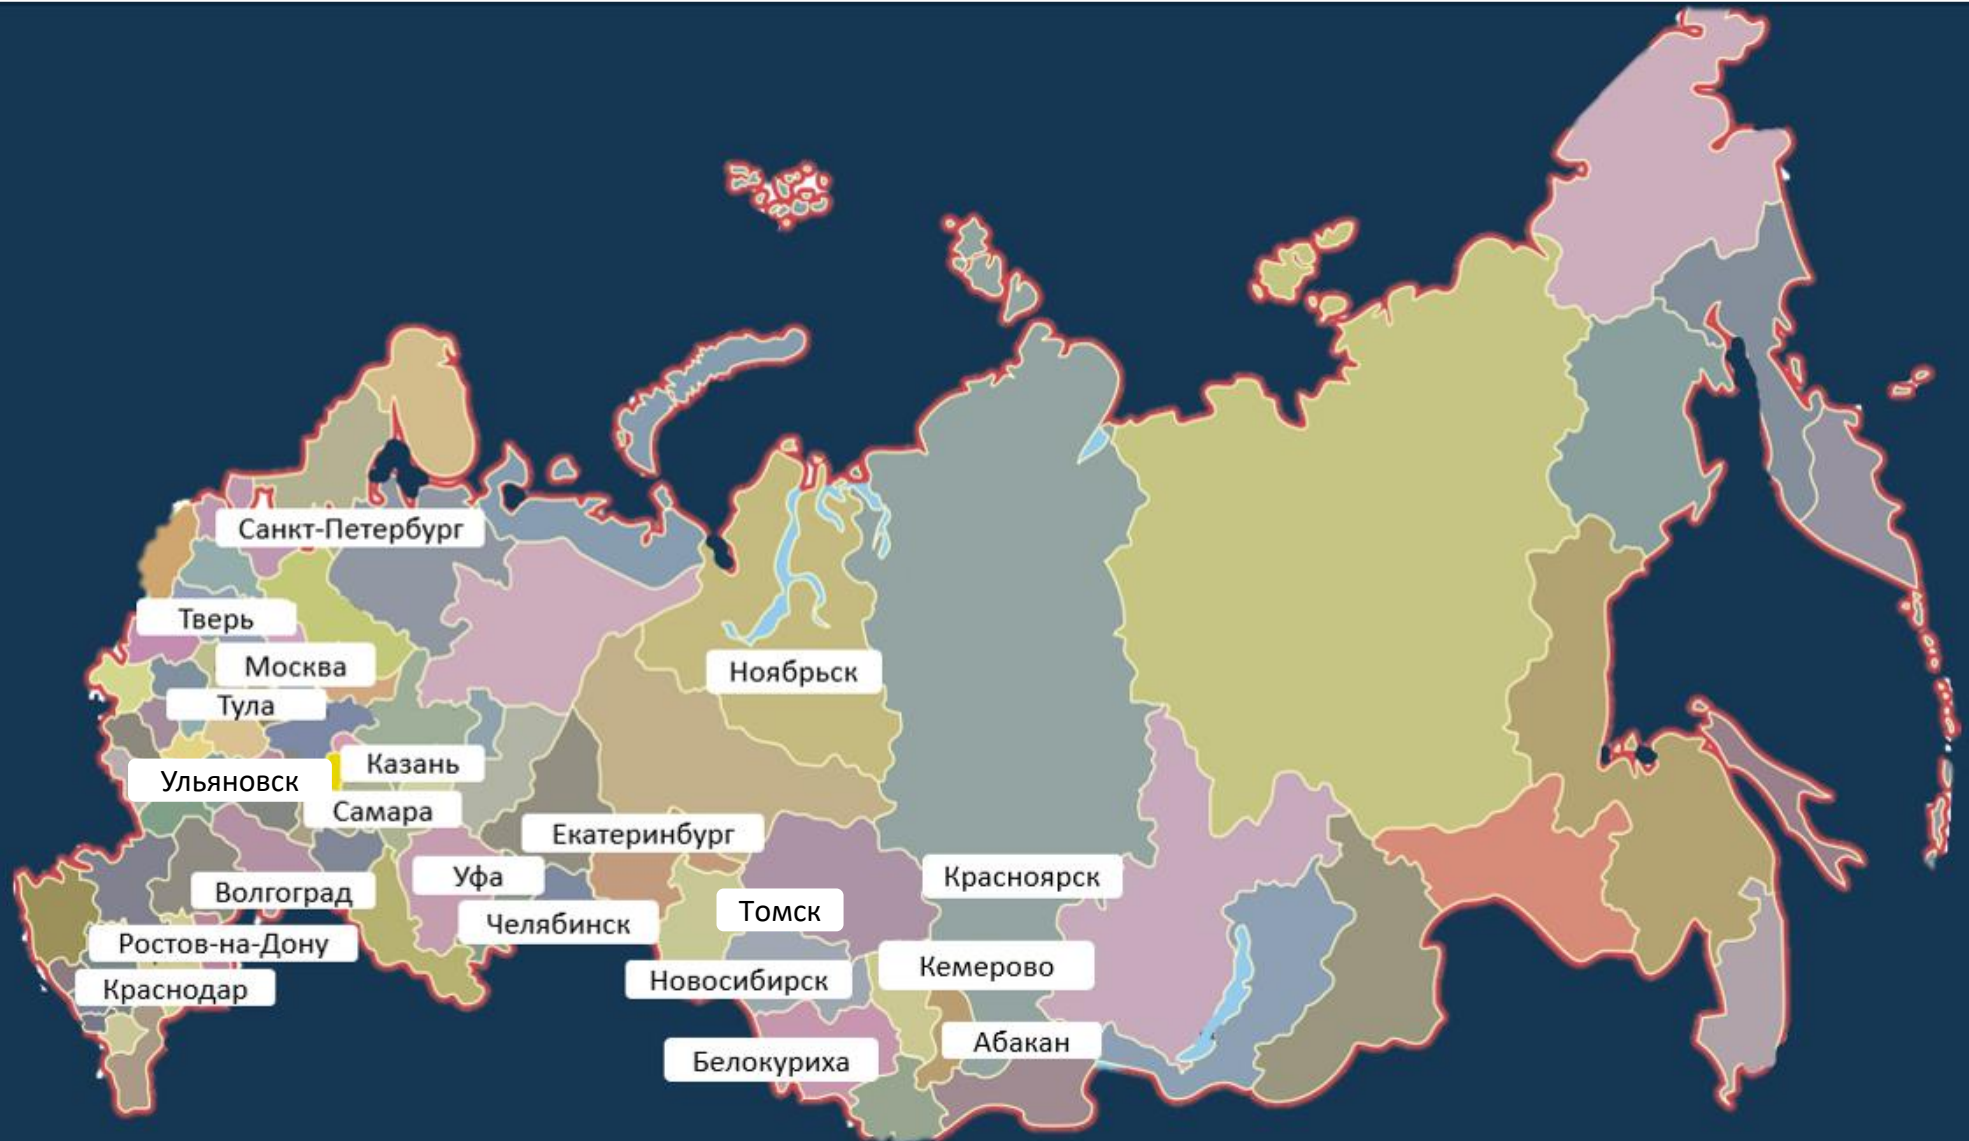 Санкт-Петербург
Тверь
Москва
Ноябрьск
Тула
Казань
Ульяновск
Самара
Екатеринбург
Уфа
Красноярск
Волгоград
Томск
Челябинск
Ростов-на-Дону
Кемерово
Новосибирск
Краснодар
Абакан
Белокуриха